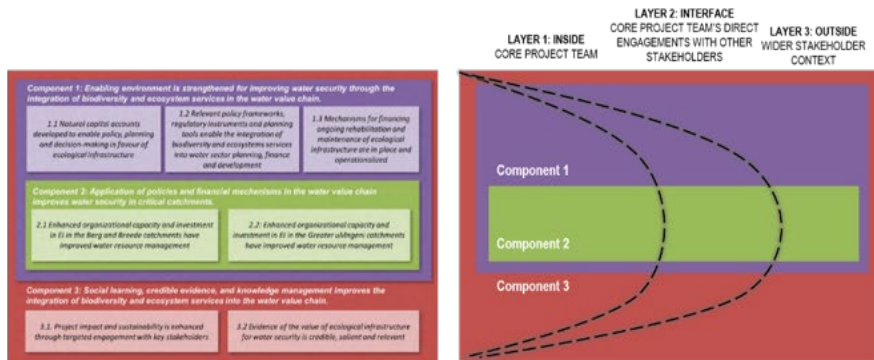 Component 1: Enabling environment is strengthened for improving water security through the
integration of biodiversity and ecosystem services in the water value chain.
1.1 Natural capital accounts
developed to enable policy, planning
and decision-making in favour of
ecological infrastructure
1.2 Relevant policy frameworks,
regulatory instruments and planning
tools enable the integration of
biodiversity and ecosystems services
into water sector planning, finance
and development
1.3 Mechanisms for financing
ongoing rehabilitation and
maintenance of ecological
infrastructure are in place and
operationalized
Component 2: Application of policies and financial mechanisms in the water value chain
improves water security in critical catchments.
2.1 Enhanced organizational capacity and investment
in EI in the Berg and Breede catchments have
improved water resource management
2.2: Enhanced organizational capacity and
investment in EI in the Greater uMngeni catchments
have improved water resource management
Component 3: Social learning, credible evidence, and knowledge management improves the
integration of biodiversity and ecosystem services into the water value chain.
3.1. Project impact and sustainability is enhanced
through targeted engagement with key stakeholders
3.2 Evidence of the value of ecological infrastructure
for water security is credible, salient and relevant
LAYER 1: INSIDE
CORE PROJECT TEAM
LAYER 2: INTERFACE
CORE PROJECT TEAM'S DIRECT
ENGAGEMENTS WITH OTHER
STAKEHOLDERS
LAYER 3: OUTSIDE
WIDER STAKEHOLDER
CONTEXT
Component 1
Component 2
Component 3